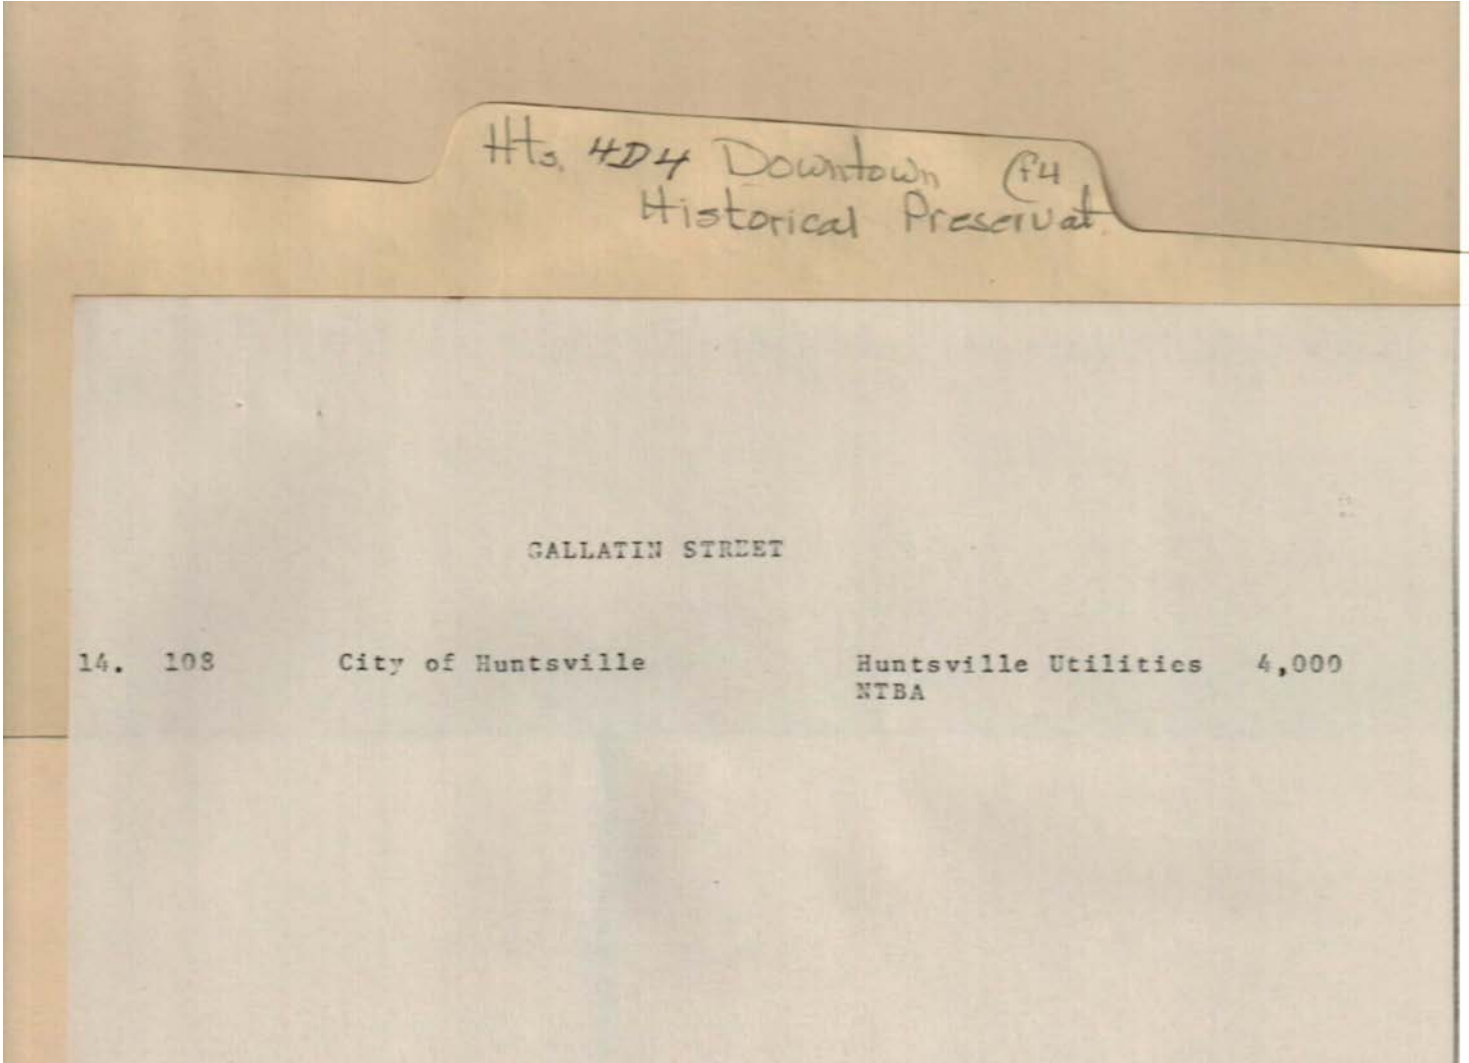 Hts. 4D4 Downtown (f4
Historical Preservat.
GALLATIN STREET
14. 108 City of Huntsville Huntsville Utilities 4,000
NTBA